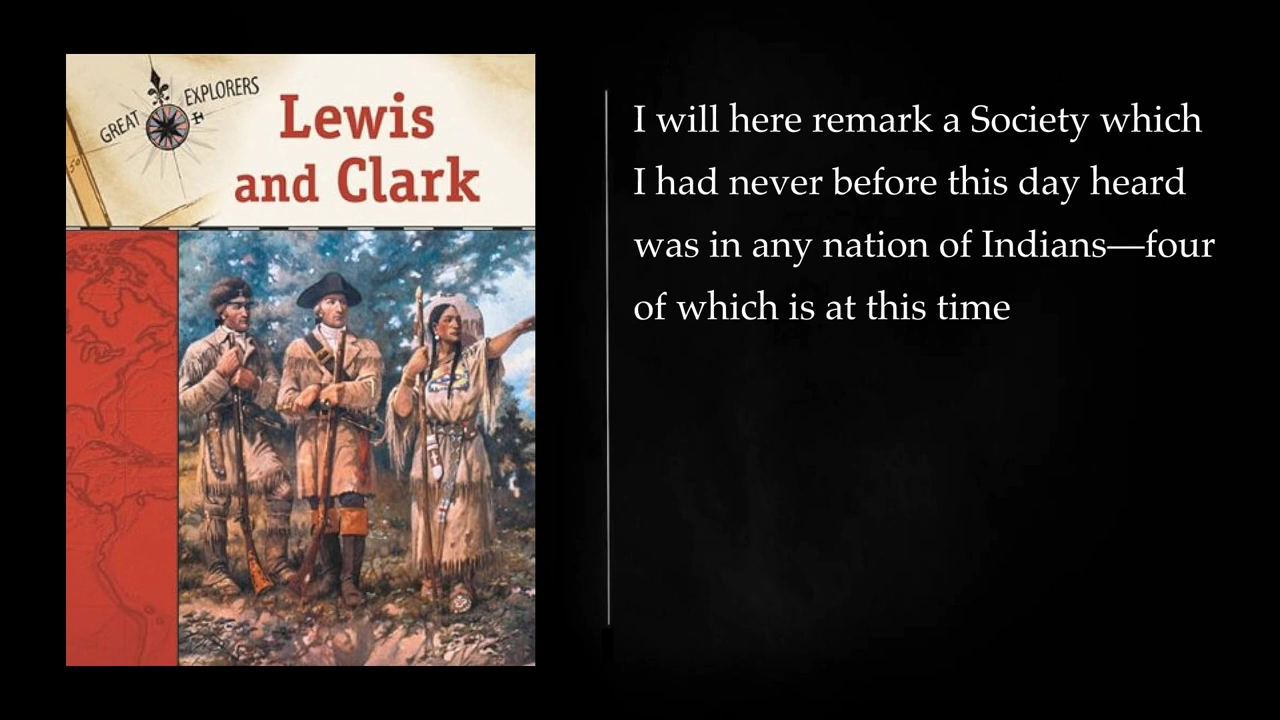 GREAT EXPLORERS
Lewis
and Clark
I will here remark a Society which
I had never before this day heard
was in any nation of Indians—four
of which is at this time